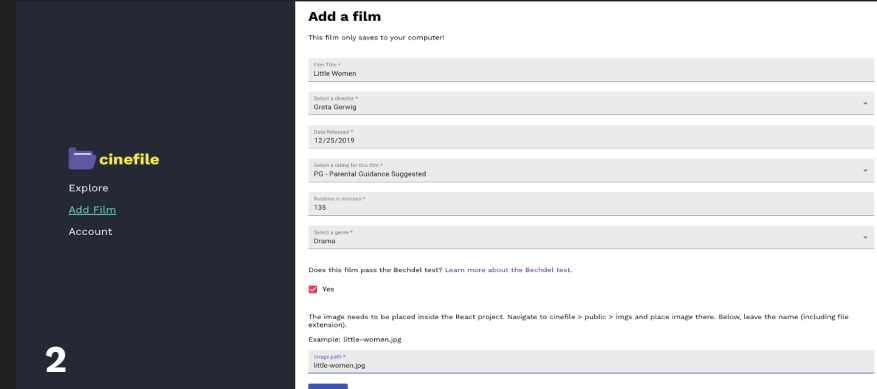 cinefile
Explore
Add Film
Account
2
Add a film
This film only saves to your computer!
Film Title *
Little Women
Select a director *
Greta Gerwig
Date Released *
12/25/2019
Select a rating for this film *
PG - Parental Guidance Suggested
Runtime in minutes *
135
Select a genre *
Drama
Does this film pass the Bechdel test? Learn more about the Bechdel test.
Yes
The image needs to be placed inside the React project. Navigate to cinefile > public > imgs and place image there. Below, leave the name (including file
extension).
Example: little-women.jpg
Image path *
little-women.jpg